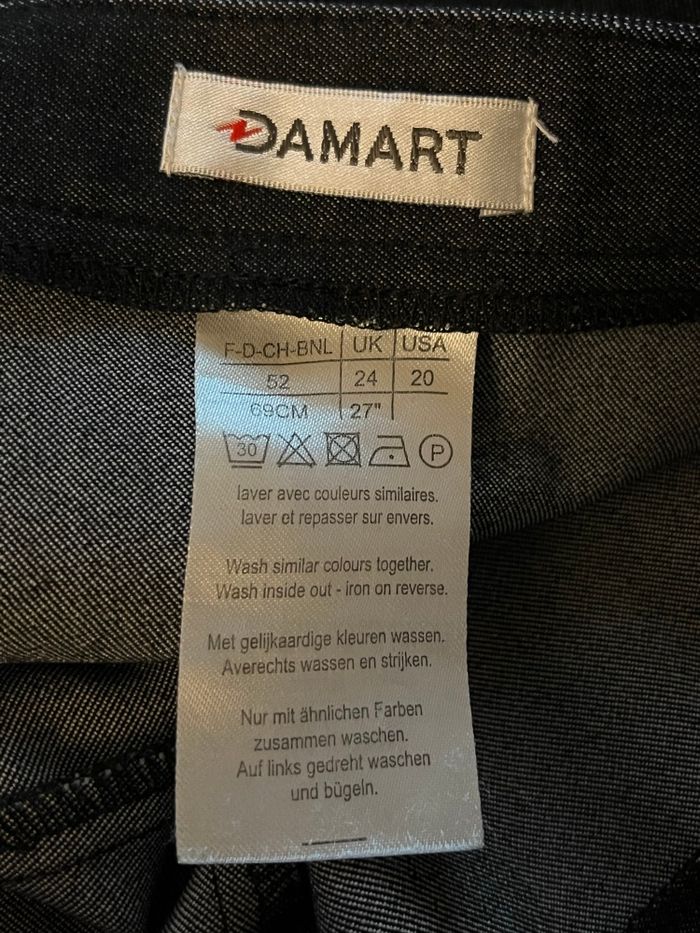 DAMART
F-D-CH-BNL UK USA
52 24 20
69CM 27"
30 P
laver avec couleurs similaires.
laver et repasser sur envers.
Wash similar colours together.
Wash inside out - iron on reverse.
Met gelijkaardige kleuren wassen.
Averechts wassen en strijken.
Nur mit ähnlichen Farben
zusammen waschen.
Auf links gedreht waschen
und bügeln.